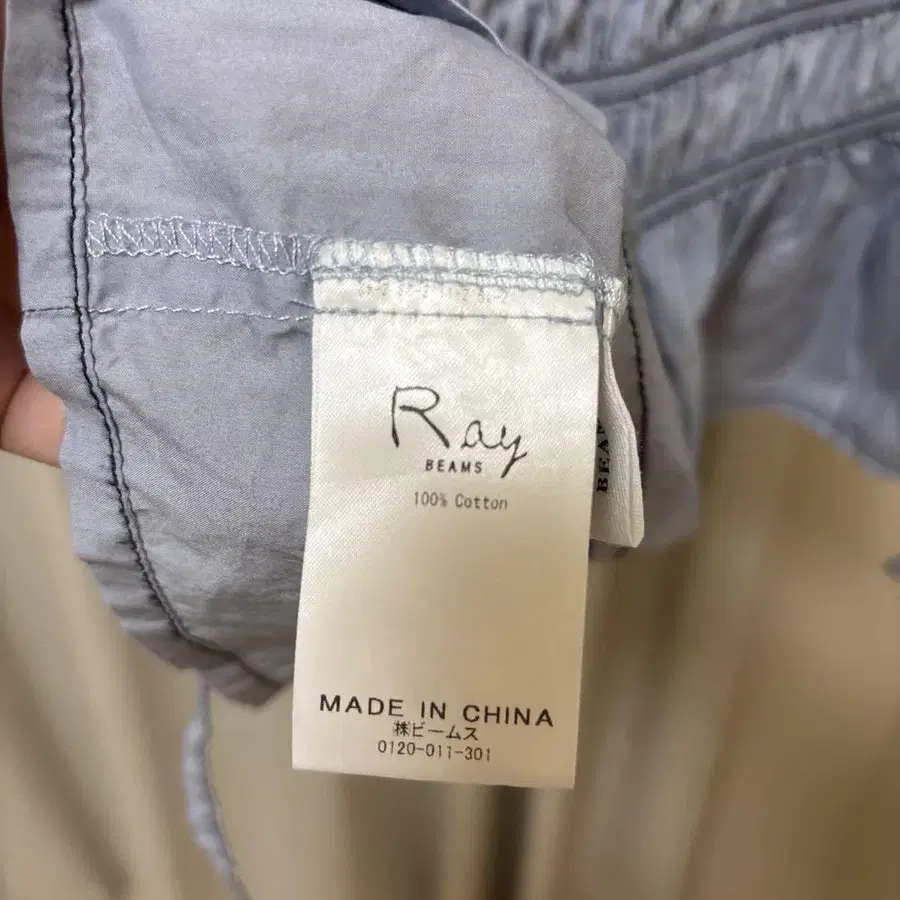 Ray
BEAMS
100% Cotton
MADE IN CHINA
㈱ビームス
0120-011-301